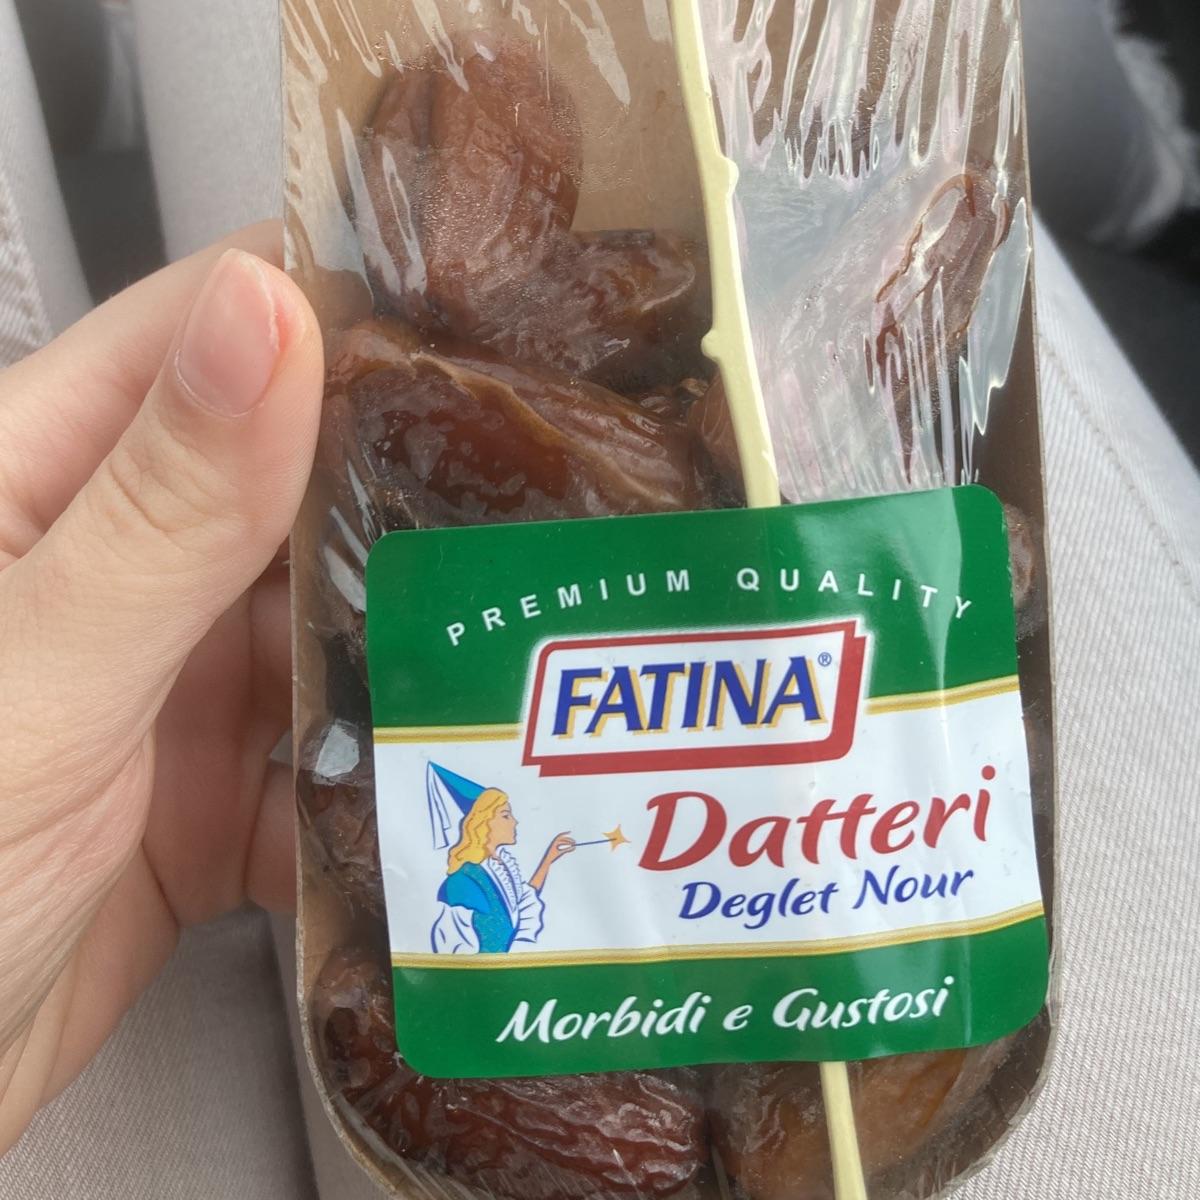 PREMIUM QUALITY
FATINA®
Datteri
Deglet Nour
Morbidi e Gustosi